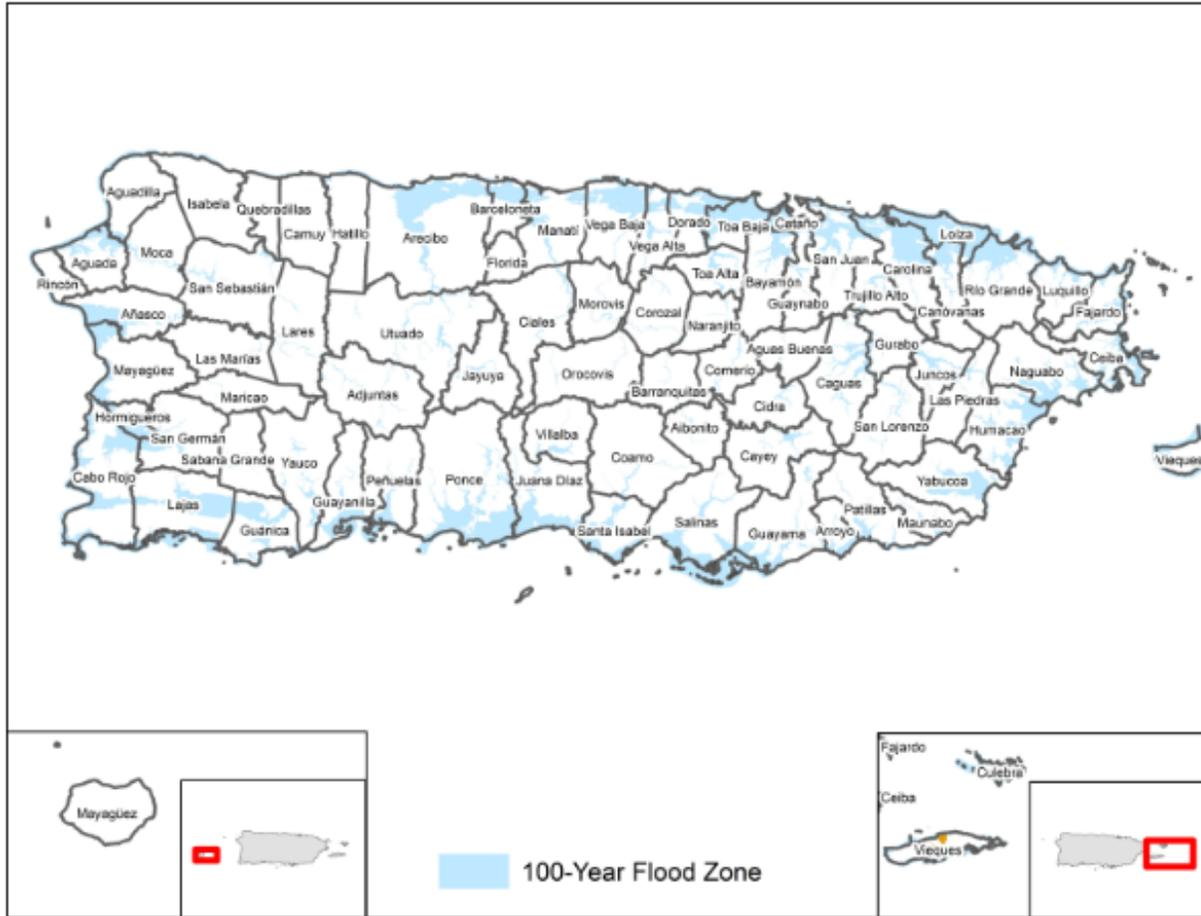 Aguadilla
Isabela
Quebradillas
Camuy
Hatillo
Arecibo
Barceloneta
Manatí
Vega Baja
Dorado
Toa Baja
Cataño
Loíza
Moca
Aguada
Rincón
San Sebastián
Florida
Vega Alta
Toa Alta
Bayamón
San Juan
Carolina
Guaynabo
Trujillo Alto
Canóvanas
Río Grande
Luquillo
Fajardo
Añasco
Lares
Utuado
Ciales
Morovis
Corozal
Naranjito
Las Marías
Mayagüez
Maricao
Adjuntas
Jayuya
Orocovis
Barranquitas
Comerío
Aguas Buenas
Gurabo
Caguas
Juncos
Las Piedras
Naguabo
Ceiba
Hormigueros
San Germán
Sabana Grande
Yauco
Villalba
Coamo
Aibonito
Cidra
Cayey
San Lorenzo
Humacao
Vieques
Cabo Rojo
Lajas
Guánica
Guayanilla
Peñuelas
Ponce
Juana Díaz
Santa Isabel
Salinas
Guayama
Arroyo
Patillas
Maunabo
Yabucoa
Mayagüez
100-Year Flood Zone
Fajardo
Culebra
Ceiba
Vieques